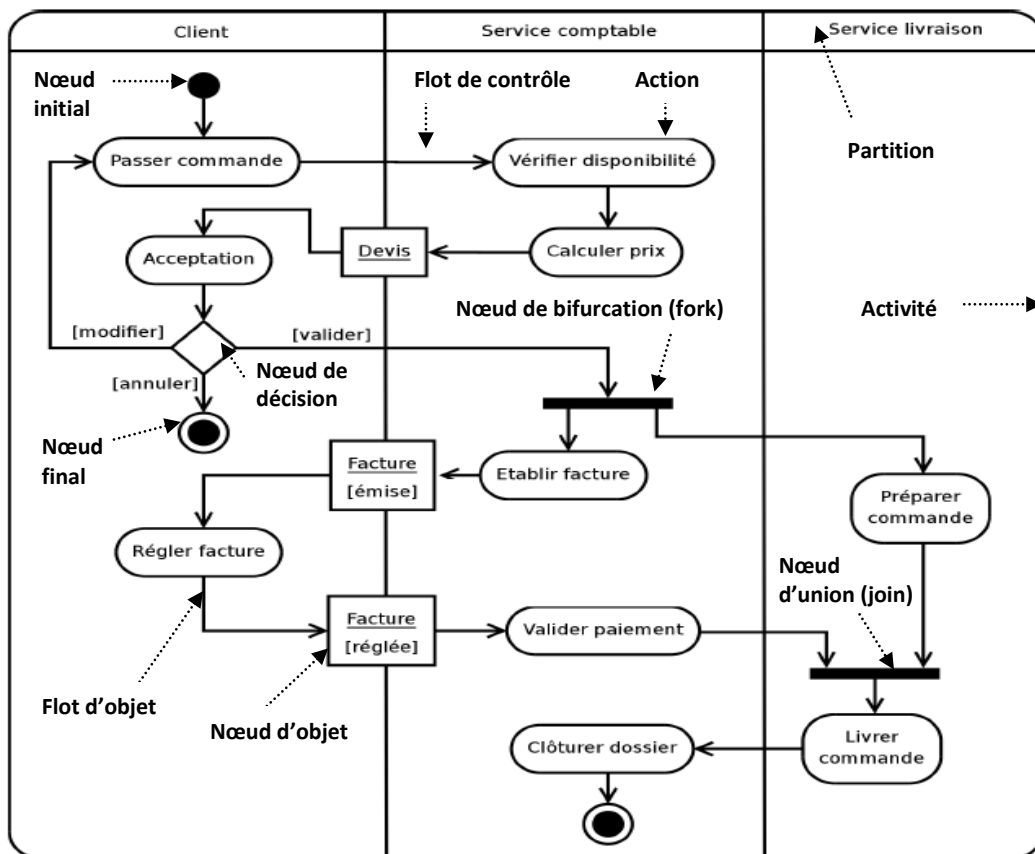 Client
Service comptable
Service livraison
Nœud
initial
Flot de contrôle
Action
Partition
Passer commande
Vérifier disponibilité
Acceptation
Devis
Calculer prix
Nœud de bifurcation (fork)
Activité
[modifier]
[valider]
[annuler]
Nœud de
décision
Nœud
final
Facture
[émise]
Etablir facture
Préparer
commande
Régler facture
Nœud
d’union (join)
Facture
[réglée]
Valider paiement
Flot d’objet
Nœud d’objet
Clôturer dossier
Livrer
commande